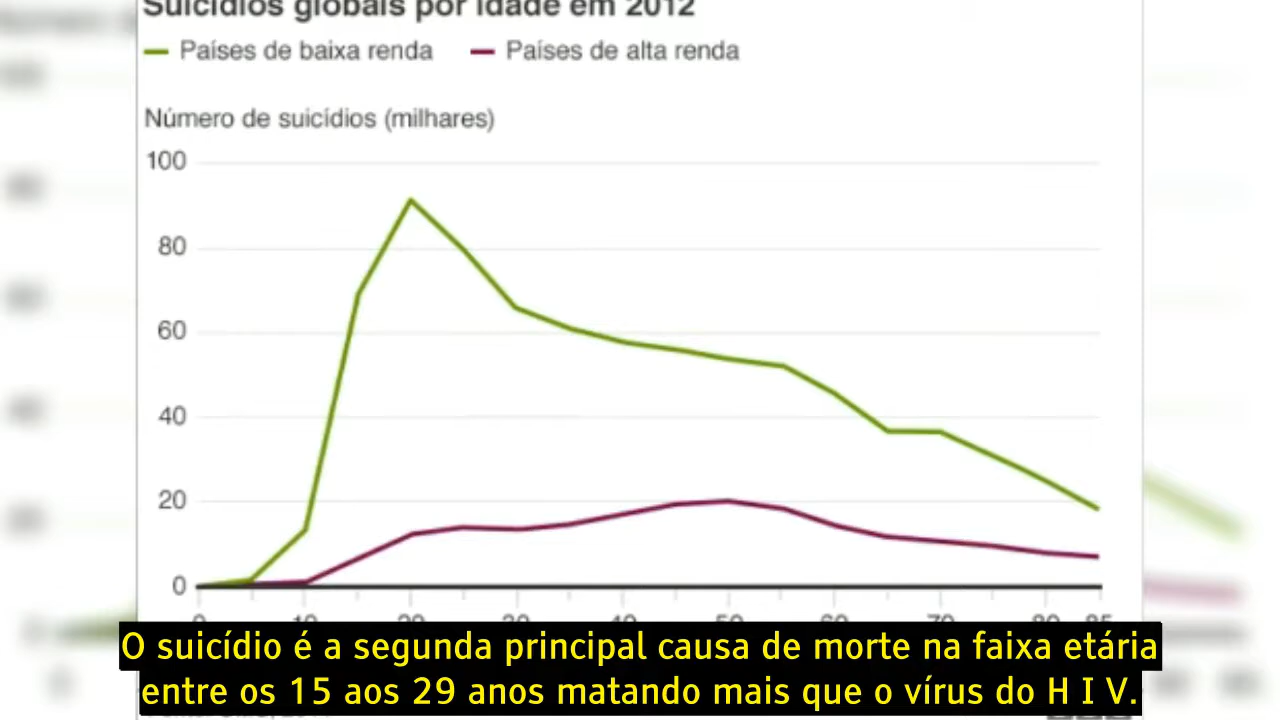 Suicídios globais por idade em 2012
Países de baixa renda
Países de alta renda
Número de suicídios (milhares)
100
80
60
40
20
0
O suicídio é a segunda principal causa de morte na faixa etária
entre os 15 aos 29 anos matando mais que o vírus do H I V.